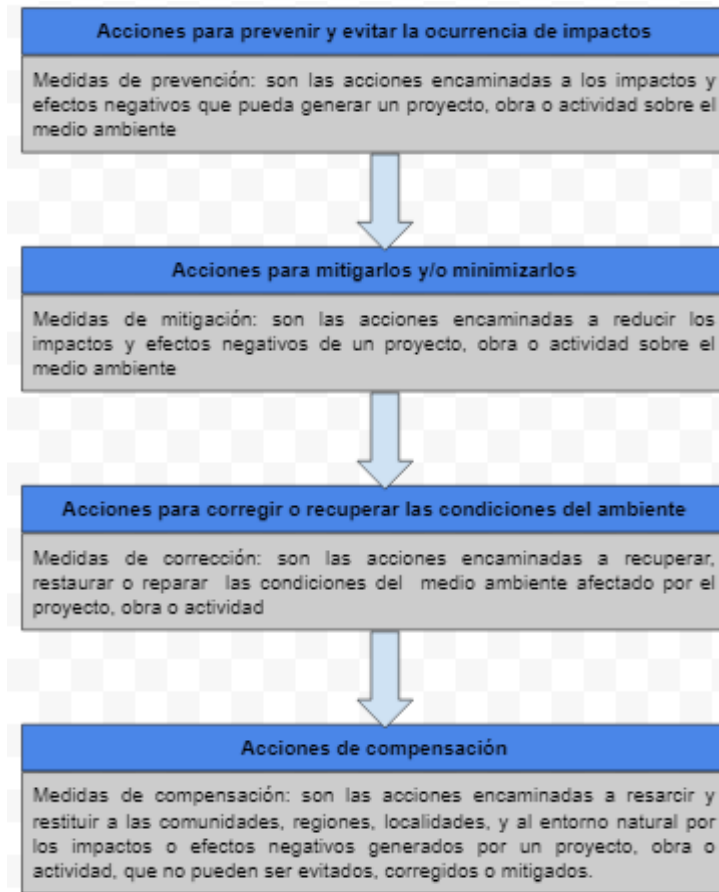 Acciones para prevenir y evitar la ocurrencia de impactos
Medidas de prevención: son las acciones encaminadas a los impactos y
efectos negativos que pueda generar un proyecto, obra o actividad sobre el
medio ambiente
Acciones para mitigarlos y/o minimizarlos
Medidas de mitigación: son las acciones encaminadas a reducir los
impactos y efectos negativos de un proyecto, obra o actividad sobre el
medio ambiente
Acciones para corregir o recuperar las condiciones del ambiente
Medidas de corrección: son las acciones encaminadas a recuperar,
restaurar o reparar las condiciones del medio ambiente afectado por el
proyecto, obra o actividad
Acciones de compensación
Medidas de compensación: son las acciones encaminadas a resarcir y
restituir a las comunidades, regiones, localidades, y al entorno natural por
los impactos o efectos negativos generados por un proyecto, obra o
actividad, que no pueden ser evitados, corregidos o mitigados.